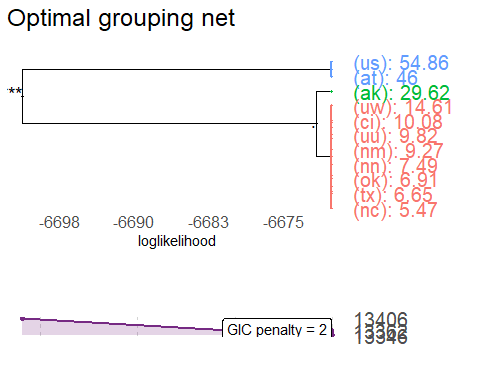 Optimal grouping net
(us): 54.86
(at): 46
**
(ak): 29.62
(uw): 14.61
(ci): 10.08
(uu): 9.82
(nm): 9.27
(nn): 7.49
(ok): 6.91
(tx): 6.65
(nc): 5.47
-6698 -6690 -6683 -6675
loglikelihood
13406
GIC penalty = 2